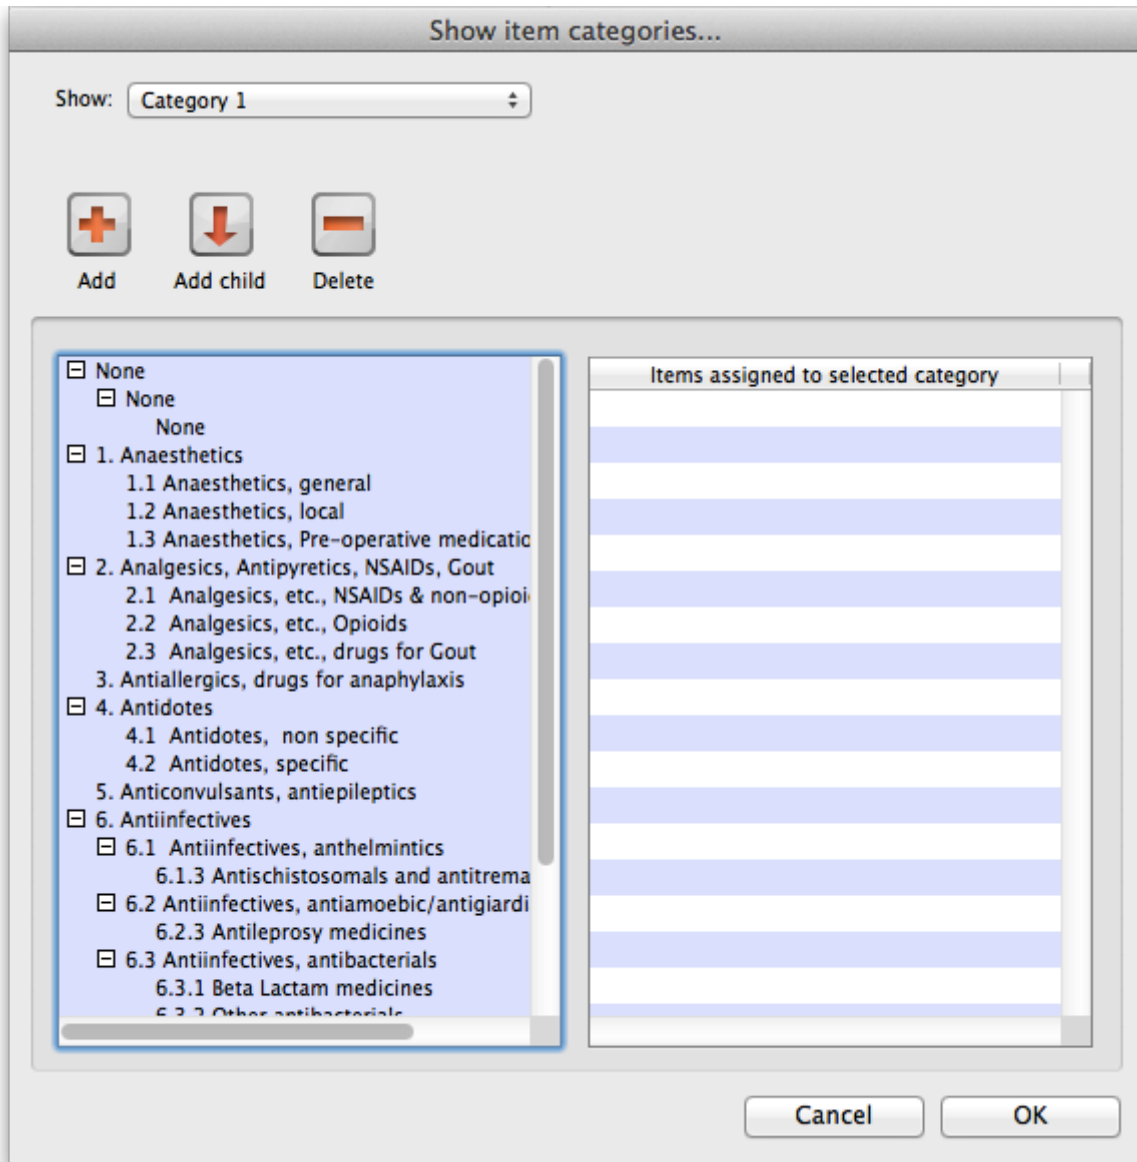 Show item categories...
Show: Category 1
Add Add child Delete
None
None
None
1. Anaesthetics
1.1 Anaesthetics, general
1.2 Anaesthetics, local
1.3 Anaesthetics, Pre-operative medicatio
2. Analgesics, Antipyretics, NSAIDs, Gout
2.1 Analgesics, etc., NSAIDs & non-opioi
2.2 Analgesics, etc., Opioids
2.3 Analgesics, etc., drugs for Gout
3. Antiallergics, drugs for anaphylaxis
4. Antidotes
4.1 Antidotes, non specific
4.2 Antidotes, specific
5. Anticonvulsants, antiepileptics
6. Antiinfectives
6.1 Antiinfectives, anthelmintics
6.1.3 Antischistosomals and antitrema
6.2 Antiinfectives, antiamoebic/antigiardi
6.2.3 Antileprosy medicines
6.3 Antiinfectives, antibacterials
6.3.1 Beta Lactam medicines
6.3.2 Other antibacterials
Items assigned to selected category
Cancel OK